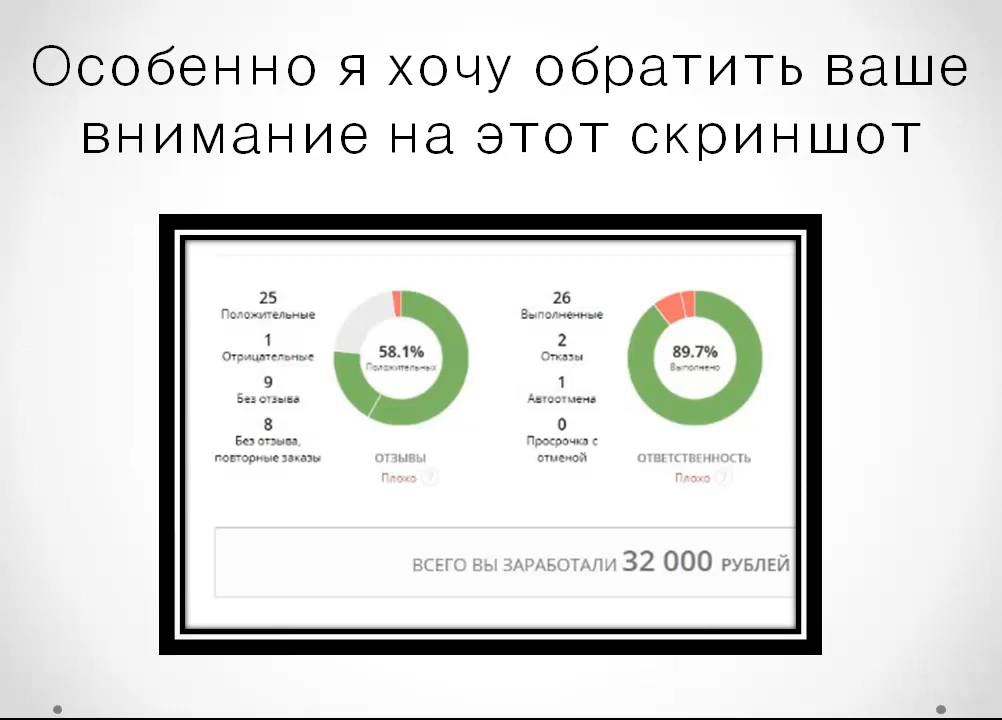 Особенно я хочу обратить ваше
внимание на этот скриншот
25
Положительные
1
Отрицательные
9
Без отзыва
8
Без отзыва,
повторные заказы
58.1%
Положительных
ОТЗЫВЫ
Плохо ?
26
Выполненные
2
Отказы
1
Автоотмена
0
Просрочка с
отменой
89.7%
Выполнено
ОТВЕТСТВЕННОСТЬ
Плохо ?
ВСЕГО ВЫ ЗАРАБОТАЛИ 32 000 РУБЛЕЙ